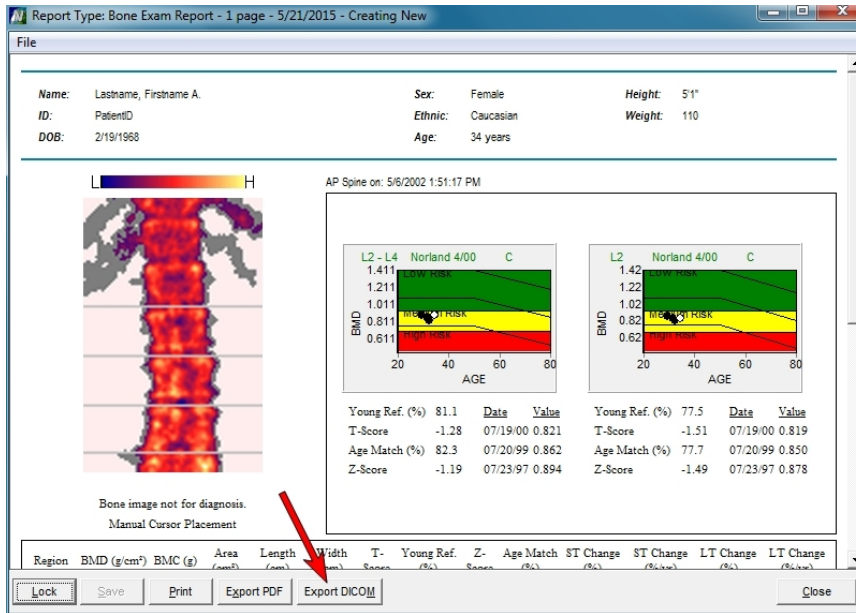 Report Type: Bone Exam Report - 1 page - 5/21/2015 - Creating New
File
Name: Lastname, Firstname A. Sex: Female Height: 5'1"
ID: PatientID Ethnic: Caucasian Weight: 110
DOB: 2/19/1968 Age: 34 years
L H
AP Spine on: 5/6/2002 1:51:17 PM
L2 - L4 Norland 4/00 C
1.411
1.211
1.011
0.811
0.611
BMD
Low Risk
Medium Risk
High Risk
20 40 60 80
AGE
L2 Norland 4/00 C
1.42
1.22
1.02
0.82
0.62
BMD
Low Risk
Medium Risk
High Risk
20 40 60 80
AGE
Young Ref. (%) 81.1 Date Value
T-Score -1.28 07/19/00 0.821
Age Match (%) 82.3 07/20/99 0.862
Z-Score -1.19 07/23/97 0.894
Young Ref. (%) 77.5 Date Value
T-Score -1.51 07/19/00 0.819
Age Match (%) 77.7 07/20/99 0.850
Z-Score -1.49 07/23/97 0.878
Bone image not for diagnosis.
Manual Cursor Placement
Region BMD (g/cm²) BMC (g) Area Length Width T- Young Ref. Z- Age Match ST Change ST Change LT Change LT Change
(cm²) (cm) (cm) Score (%) Score (%) (%) (%/yr) (%) (%/yr)
Lock Save Print Export PDF Export DICOM Close